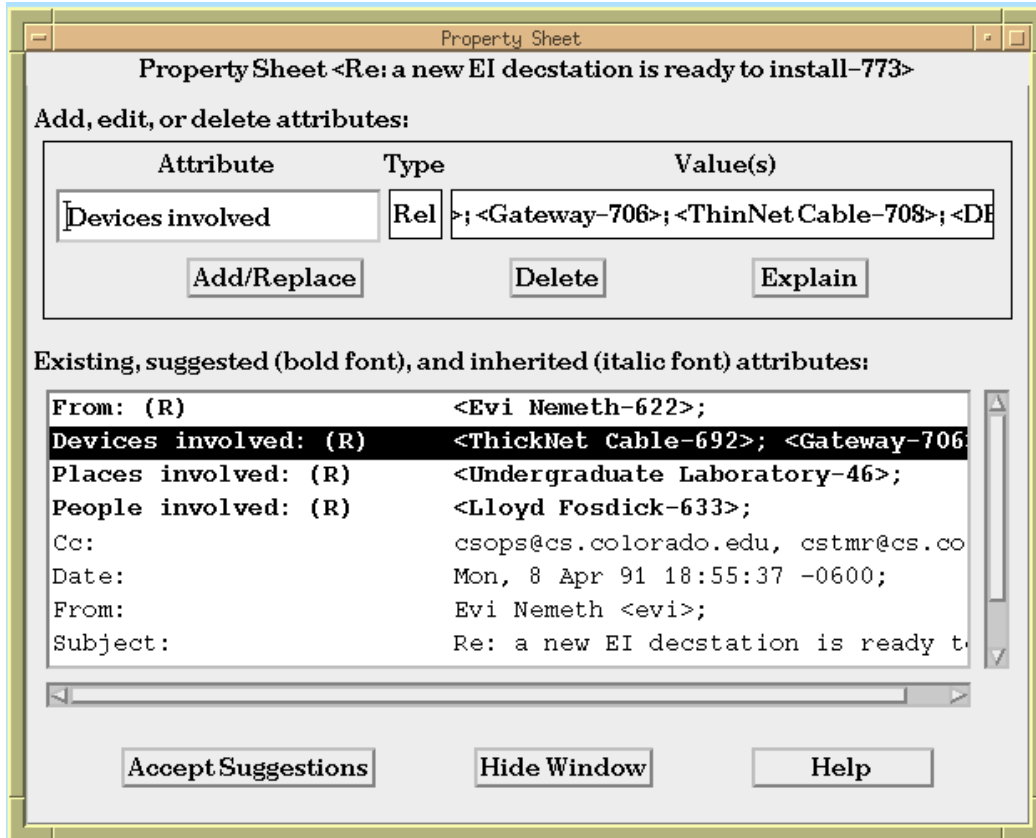 Property Sheet
Property Sheet <Re: a new EI decstation is ready to install-773>
Add, edit, or delete attributes:
Attribute Type Value(s)
Devices involved Rel >; <Gateway-706>; <ThinNet Cable-708>; <DE
Add/Replace Delete Explain
Existing, suggested (bold font), and inherited (italic font) attributes:
From: (R) <Evi Nemeth-622>;
Devices involved: (R) <ThickNet Cable-692>; <Gateway-706>
Places involved: (R) <Undergraduate Laboratory-46>;
People involved: (R) <Lloyd Fosdick-633>;
Cc: csops@cs.colorado.edu, cstmr@cs.co
Date: Mon, 8 Apr 91 18:55:37 -0600;
From: Evi Nemeth <evi>;
Subject: Re: a new EI decstation is ready to
Accept Suggestions Hide Window Help